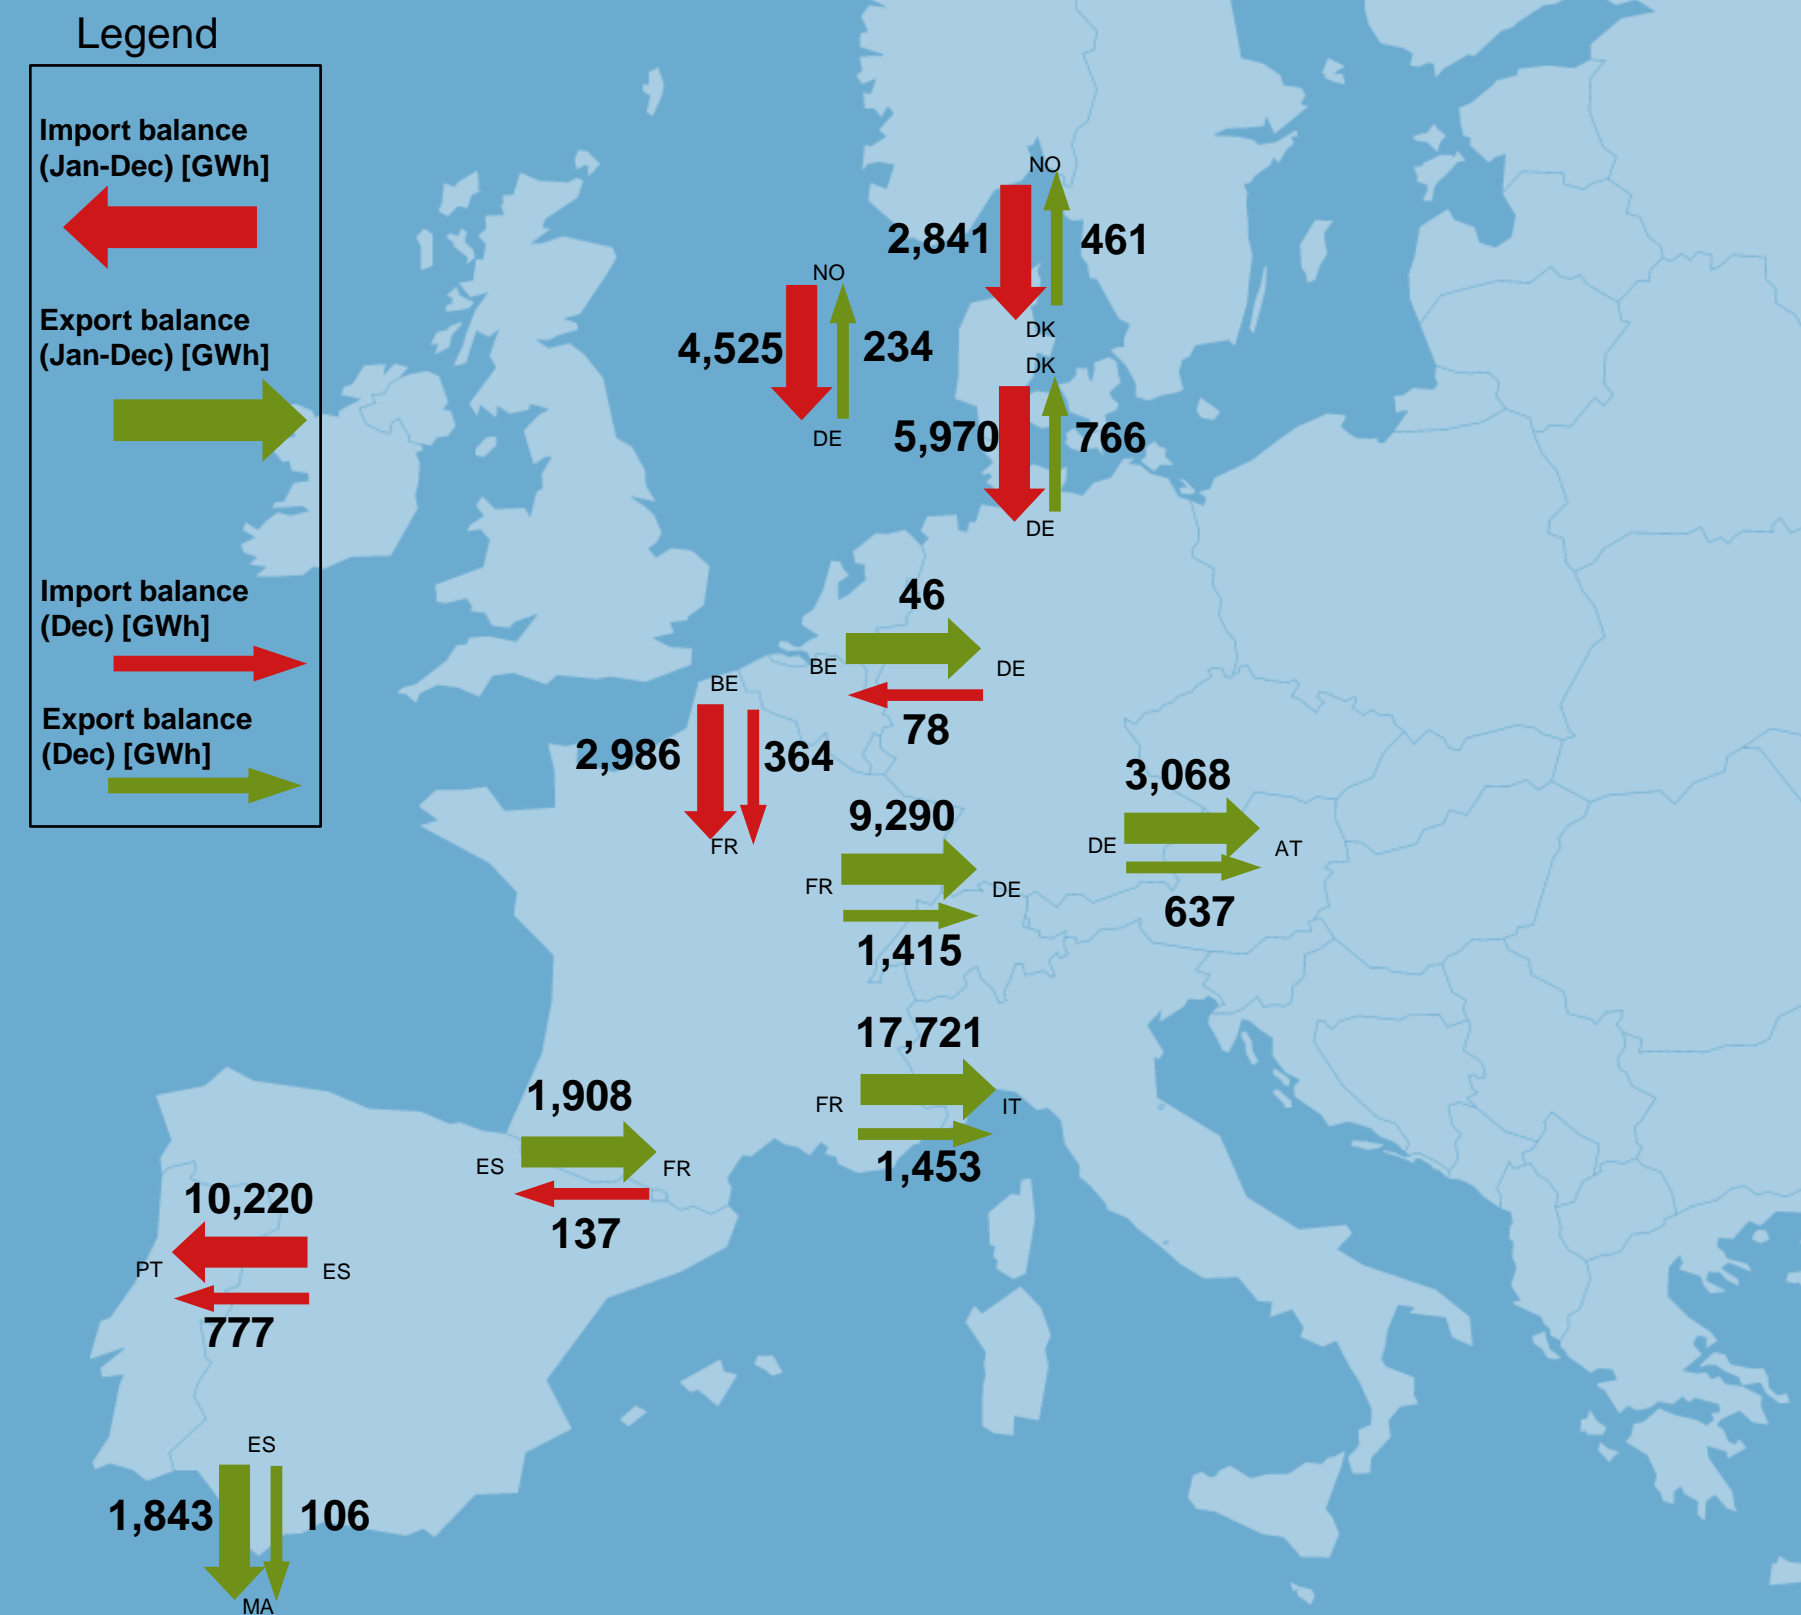 Legend
Import balance
(Jan-Dec) [GWh]
Export balance
(Jan-Dec) [GWh]
Import balance
(Dec) [GWh]
Export balance
(Dec) [GWh]
NO
2,841
461
DK
NO
4,525
234
DE
DK
5,970
766
DE
46
BE
DE
78
BE
2,986
364
FR
9,290
FR
DE
1,415
3,068
DE
AT
637
17,721
FR
IT
1,453
1,908
ES
FR
137
10,220
PT
ES
777
ES
1,843
106
MA